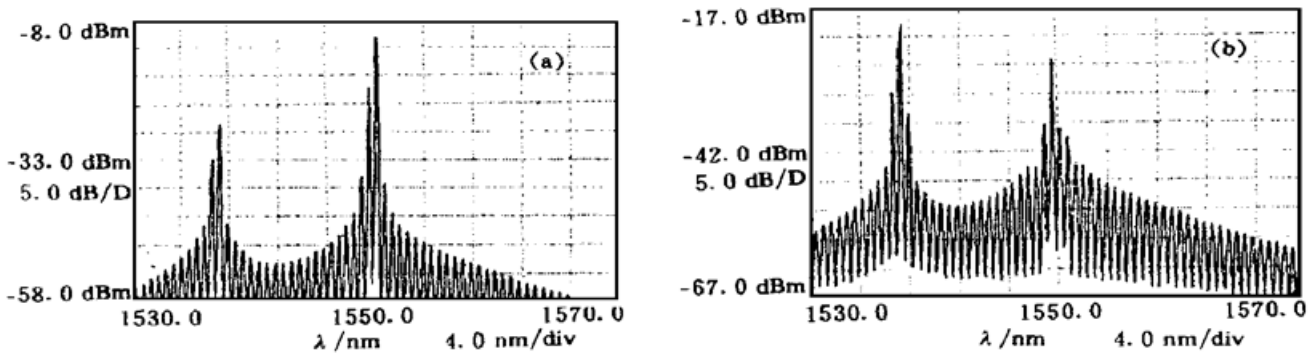 -8.0 dBm
(a)
-33.0 dBm
5.0 dB/D
-58.0 dBm
1530.0 1550.0 1570.0
λ/nm 4.0 nm/div
-17.0 dBm
(b)
-42.0 dBm
5.0 dB/D
-67.0 dBm
1530.0 1550.0 1570.0
λ/nm 4.0 nm/div